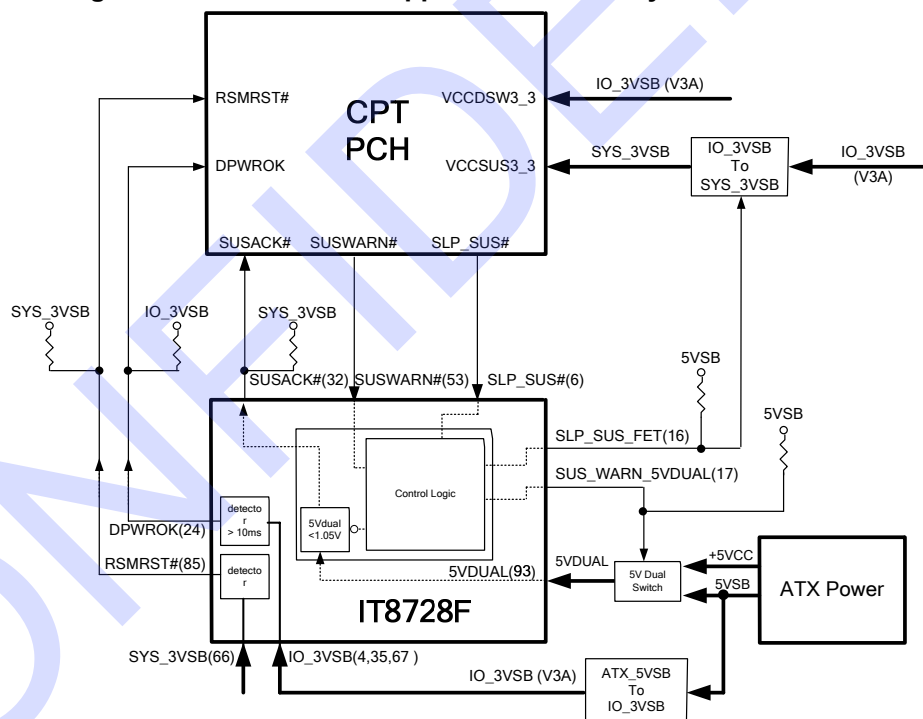 RSMRST#
CPT
PCH
VCCDSW3_3
IO_3VSB (V3A)
DPWROK
VCCSUS3_3
SYS_3VSB
IO_3VSB
To
SYS_3VSB
IO_3VSB
(V3A)
SUSACK#
SUSWARN#
SLP_SUS#
SYS_3VSB
IO_3VSB
SYS_3VSB
5VSB
SUSACK#(32)
SUSWARN#(53)
SLP_SUS#(6)
5VSB
SLP_SUS_FET(16)
SUS_WARN_5VDUAL(17)
Control Logic
detecto
r
> 10ms
5Vdual
<1.05V
DPWROK(24)
RSMRST#(85)
detecto
r
5VDUAL(93)
5VDUAL
5V Dual
Switch
+5VCC
5VSB
ATX Power
IT8728F
SYS_3VSB(66)
IO_3VSB(4,35,67 )
IO_3VSB (V3A)
ATX_5VSB
To
IO_3VSB